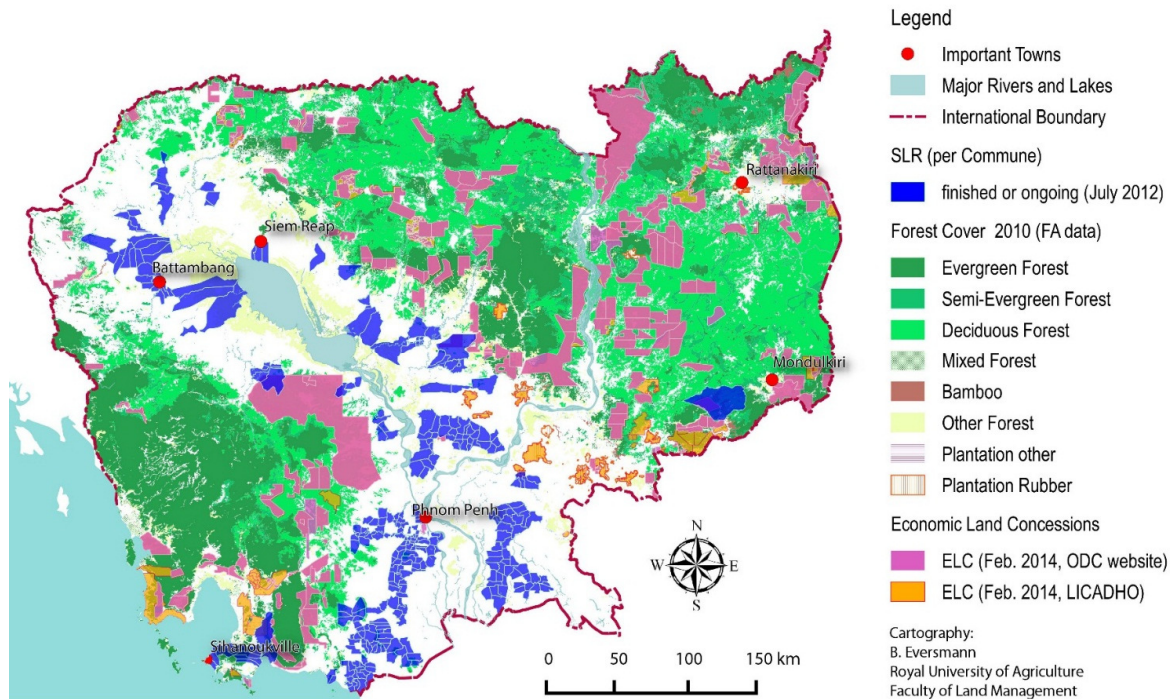 Legend
Important Towns
Major Rivers and Lakes
International Boundary
SLR (per Commune)
finished or ongoing (July 2012)
Forest Cover 2010 (FA data)
Evergreen Forest
Semi-Evergreen Forest
Deciduous Forest
Mixed Forest
Bamboo
Other Forest
Plantation other
Plantation Rubber
Economic Land Concessions
ELC (Feb. 2014, ODC website)
ELC (Feb. 2014, LICADHO)
Cartography:
B. Eversmann
Royal University of Agriculture
Faculty of Land Management
Rattanakiri
Siem Reap
Battambang
Mondulkiri
Phnom Penh
Sihanoukville
N
W E
S
0 50 100 150 km